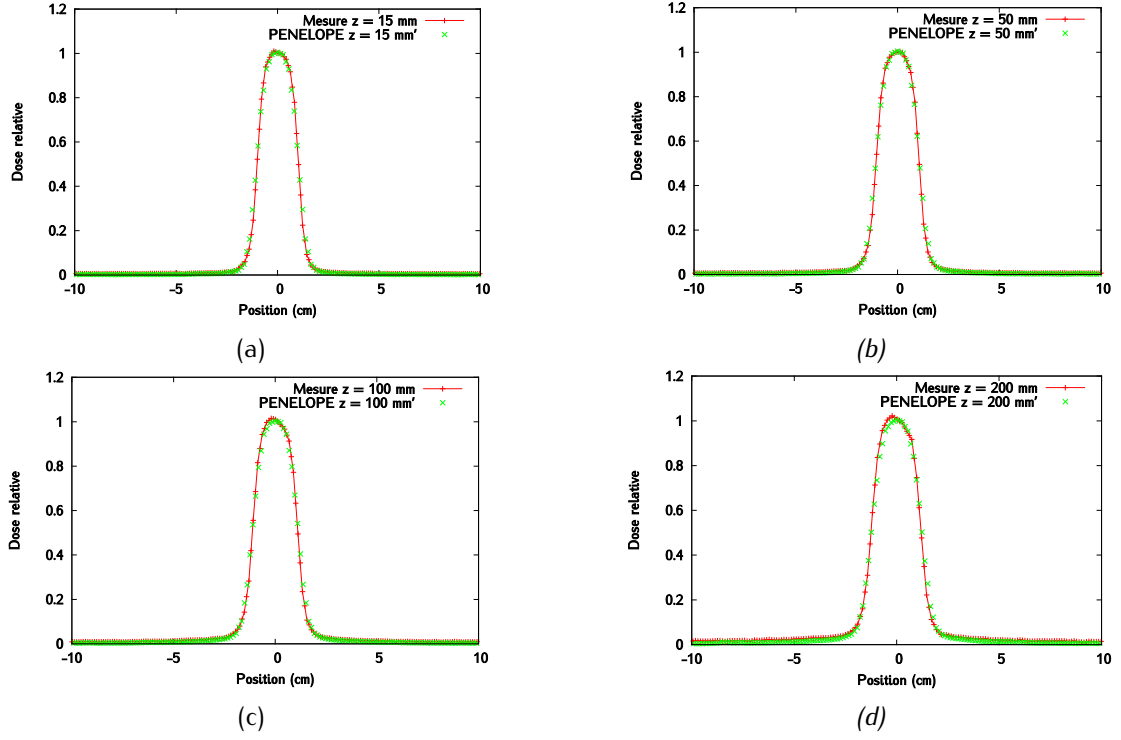 1.2
1
0.8
0.6
0.4
0.2
0
Dose relative
Mesure z = 15 mm
PENELOPE z = 15 mm'
−10
−5
0
5
10
Position (cm)
(a)
1.2
1
0.8
0.6
0.4
0.2
0
Dose relative
Mesure z = 50 mm
PENELOPE z = 50 mm'
−10
−5
0
5
10
Position (cm)
(b)
1.2
1
0.8
0.6
0.4
0.2
0
Dose relative
Mesure z = 100 mm
PENELOPE z = 100 mm'
−10
−5
0
5
10
Position (cm)
(c)
1.2
1
0.8
0.6
0.4
0.2
0
Dose relative
Mesure z = 200 mm
PENELOPE z = 200 mm'
−10
−5
0
5
10
Position (cm)
(d)